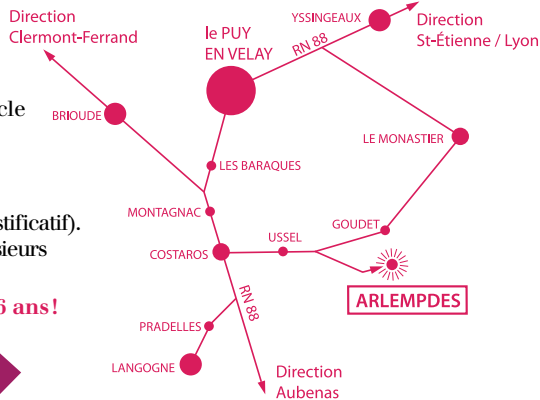 Direction
Clermont-Ferrand
le PUY
EN VELAY
YSSINGEAUX
Direction
St-Étienne / Lyon
RN 88
BRIOUDE
LE MONASTIER
LES BARAQUES
MONTAGNAC
GOUDET
USSEL
COSTAROS
ARLEMPDES
RN 88
PRADELLES
LANGOGNE
Direction
Aubenas
cle
stificatif).
sieurs
6 ans !